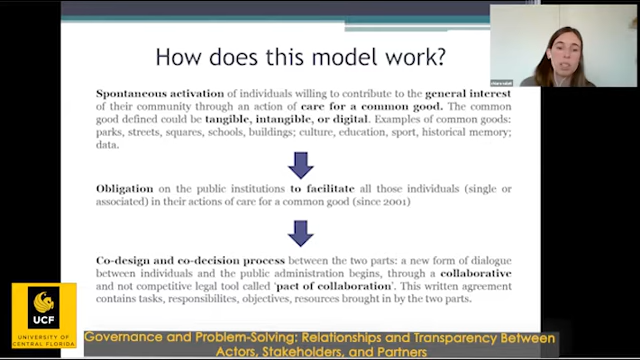 How does this model work?
Spontaneous activation of individuals willing to contribute to the general interest
of their community through an action of care for a common good. The common
good defined could be tangible, intangible, or digital. Examples of common goods:
parks, streets, squares, schools, buildings; culture, education, sport, historical memory;
data.
Obligation on the public institutions to facilitate all those individuals (single or
associated) in their actions of care for a common good (since 2001)
Co-design and co-decision process between the two parts: a new form of dialogue
between individuals and the public administration begins, through a collaborative
and not competitive legal tool called 'pact of collaboration'. This written agreement
contains tasks, responsibilites, objectives, resources brought in by the two parts.
UCF
UNIVERSITY OF
CENTRAL FLORIDA
Governance and Problem-Solving: Relationships and Transparency Between
Actors, Stakeholders, and Partners